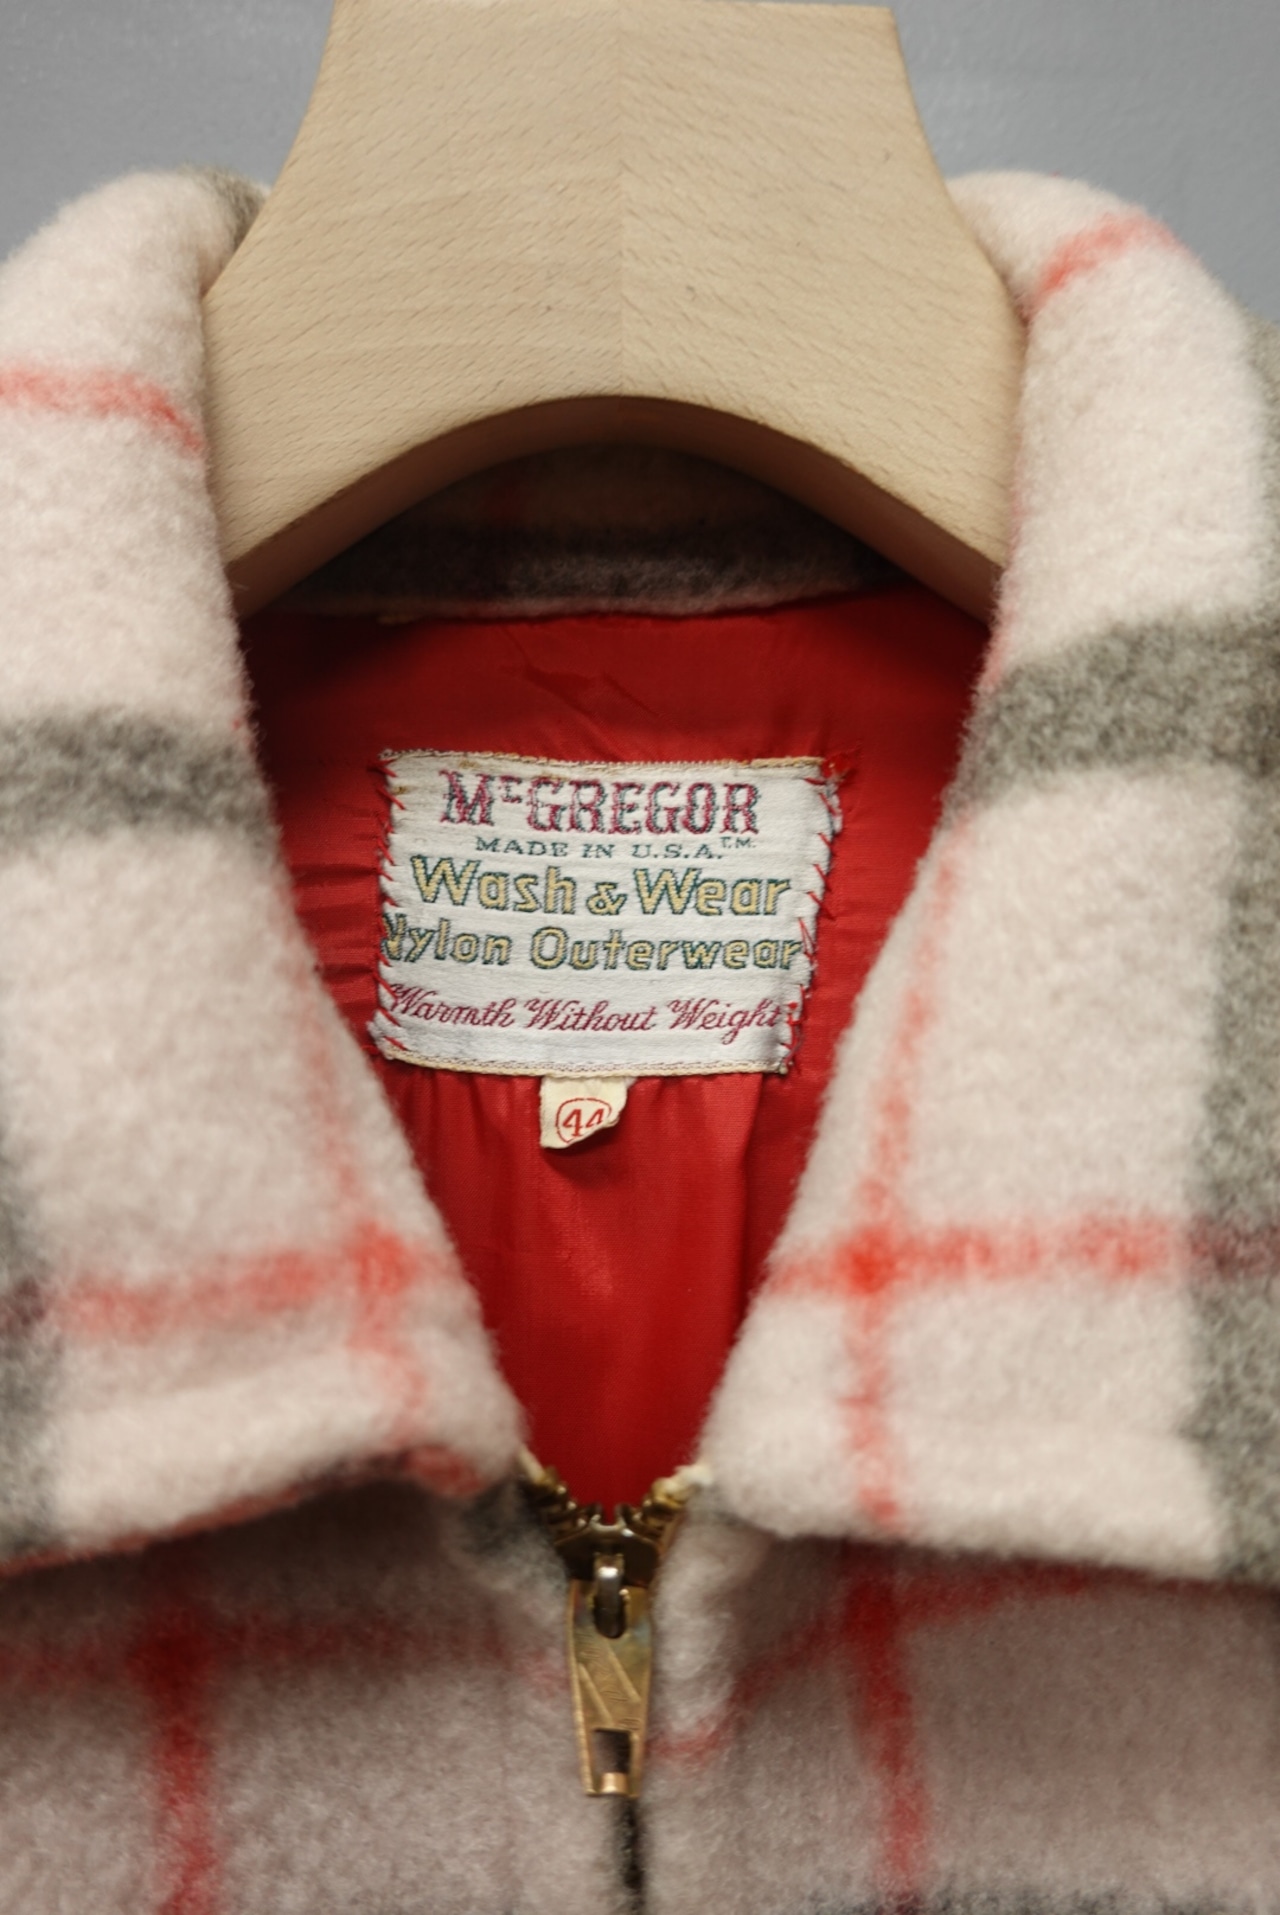 McGREGOR
MADE IN U.S.A.™
Wash & Wear
Nylon Outerwear
Warmth Without Weight
44